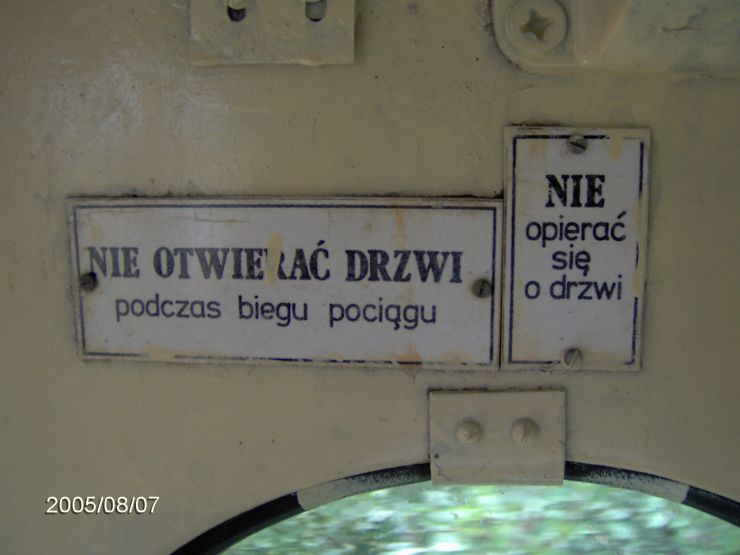 NIE OTWIERAĆ DRZWI
podczas biegu pociągu
NIE
opierać
się
o drzwi
2005/08/07